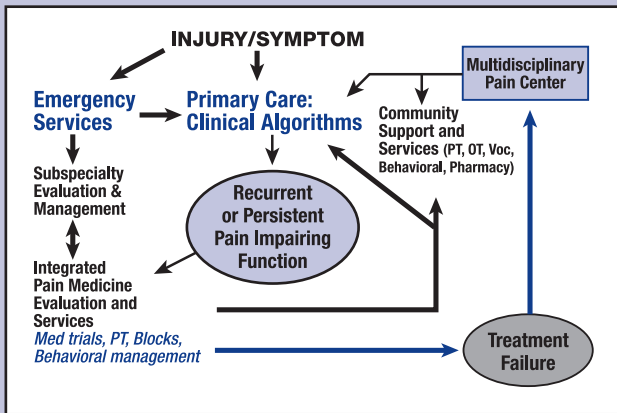 INJURY/SYMPTOM
Multidisciplinary
Pain Center
Emergency
Services
Primary Care:
Clinical Algorithms
Community
Support and
Services (PT, OT, Voc,
Behavioral, Pharmacy)
Subspecialty
Evaluation &
Management
Recurrent
or Persistent
Pain Impairing
Function
Integrated
Pain Medicine
Evaluation and
Services
Med trials, PT, Blocks,
Behavioral management
Treatment
Failure